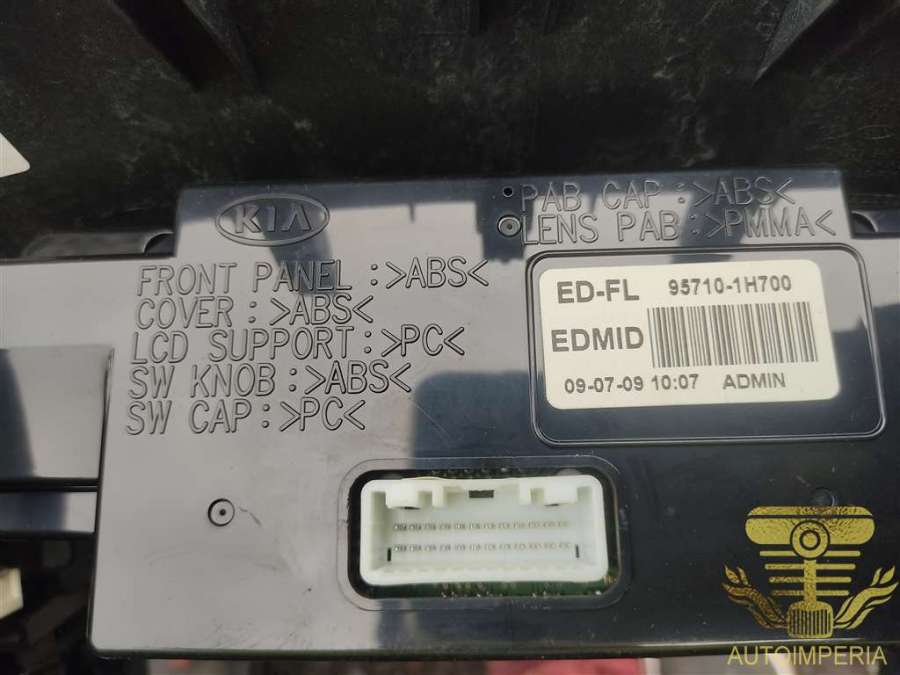 KIA
PAB CAP : >ABS<
LENS PAB : >PMMA<
FRONT PANEL : >ABS<
COVER : >ABS<
LCD SUPPORT : >PC<
SW KNOB : >ABS<
SW CAP : >PC<
ED-FL 95710-1H700
EDMID
09-07-09 10:07 ADMIN
AUTOIMPERIA